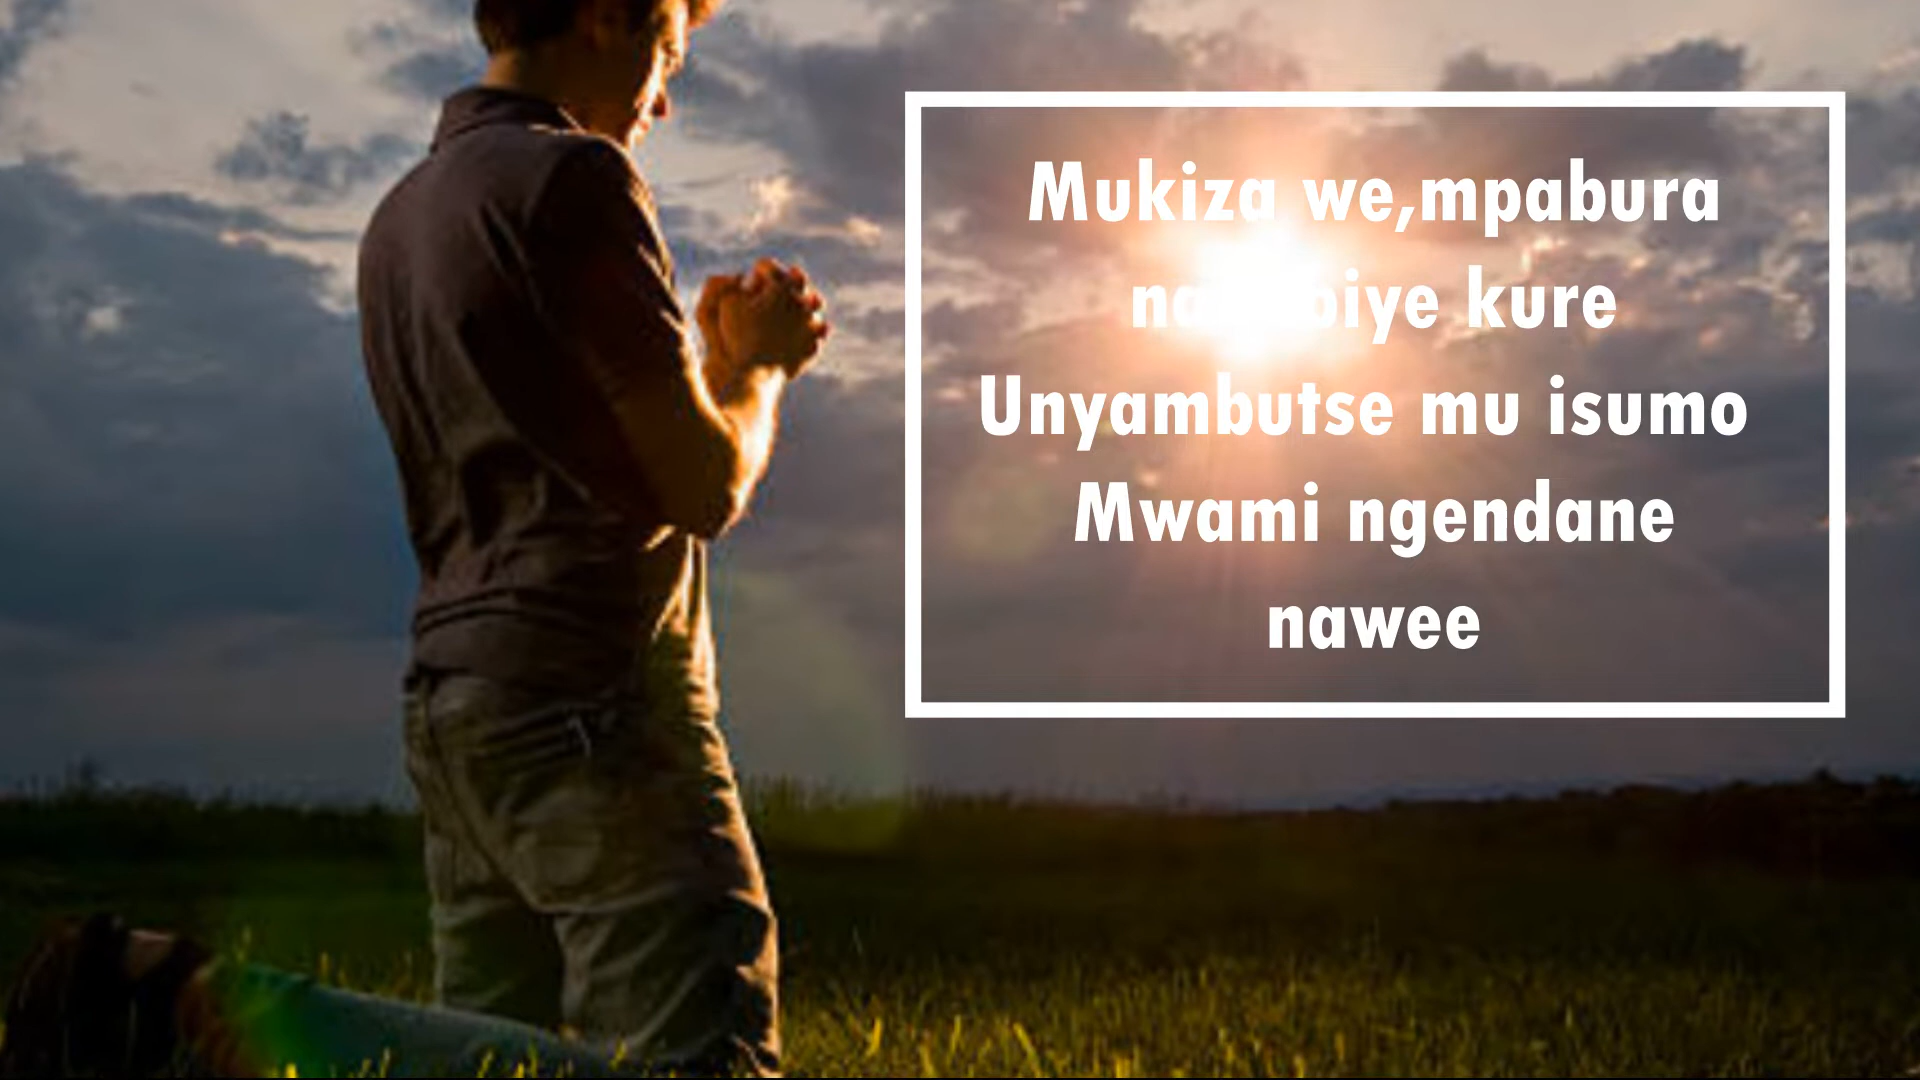 Mukiza we,mpabura
kure
Unyambutse mu isumo
Mwami ngendane
nawee